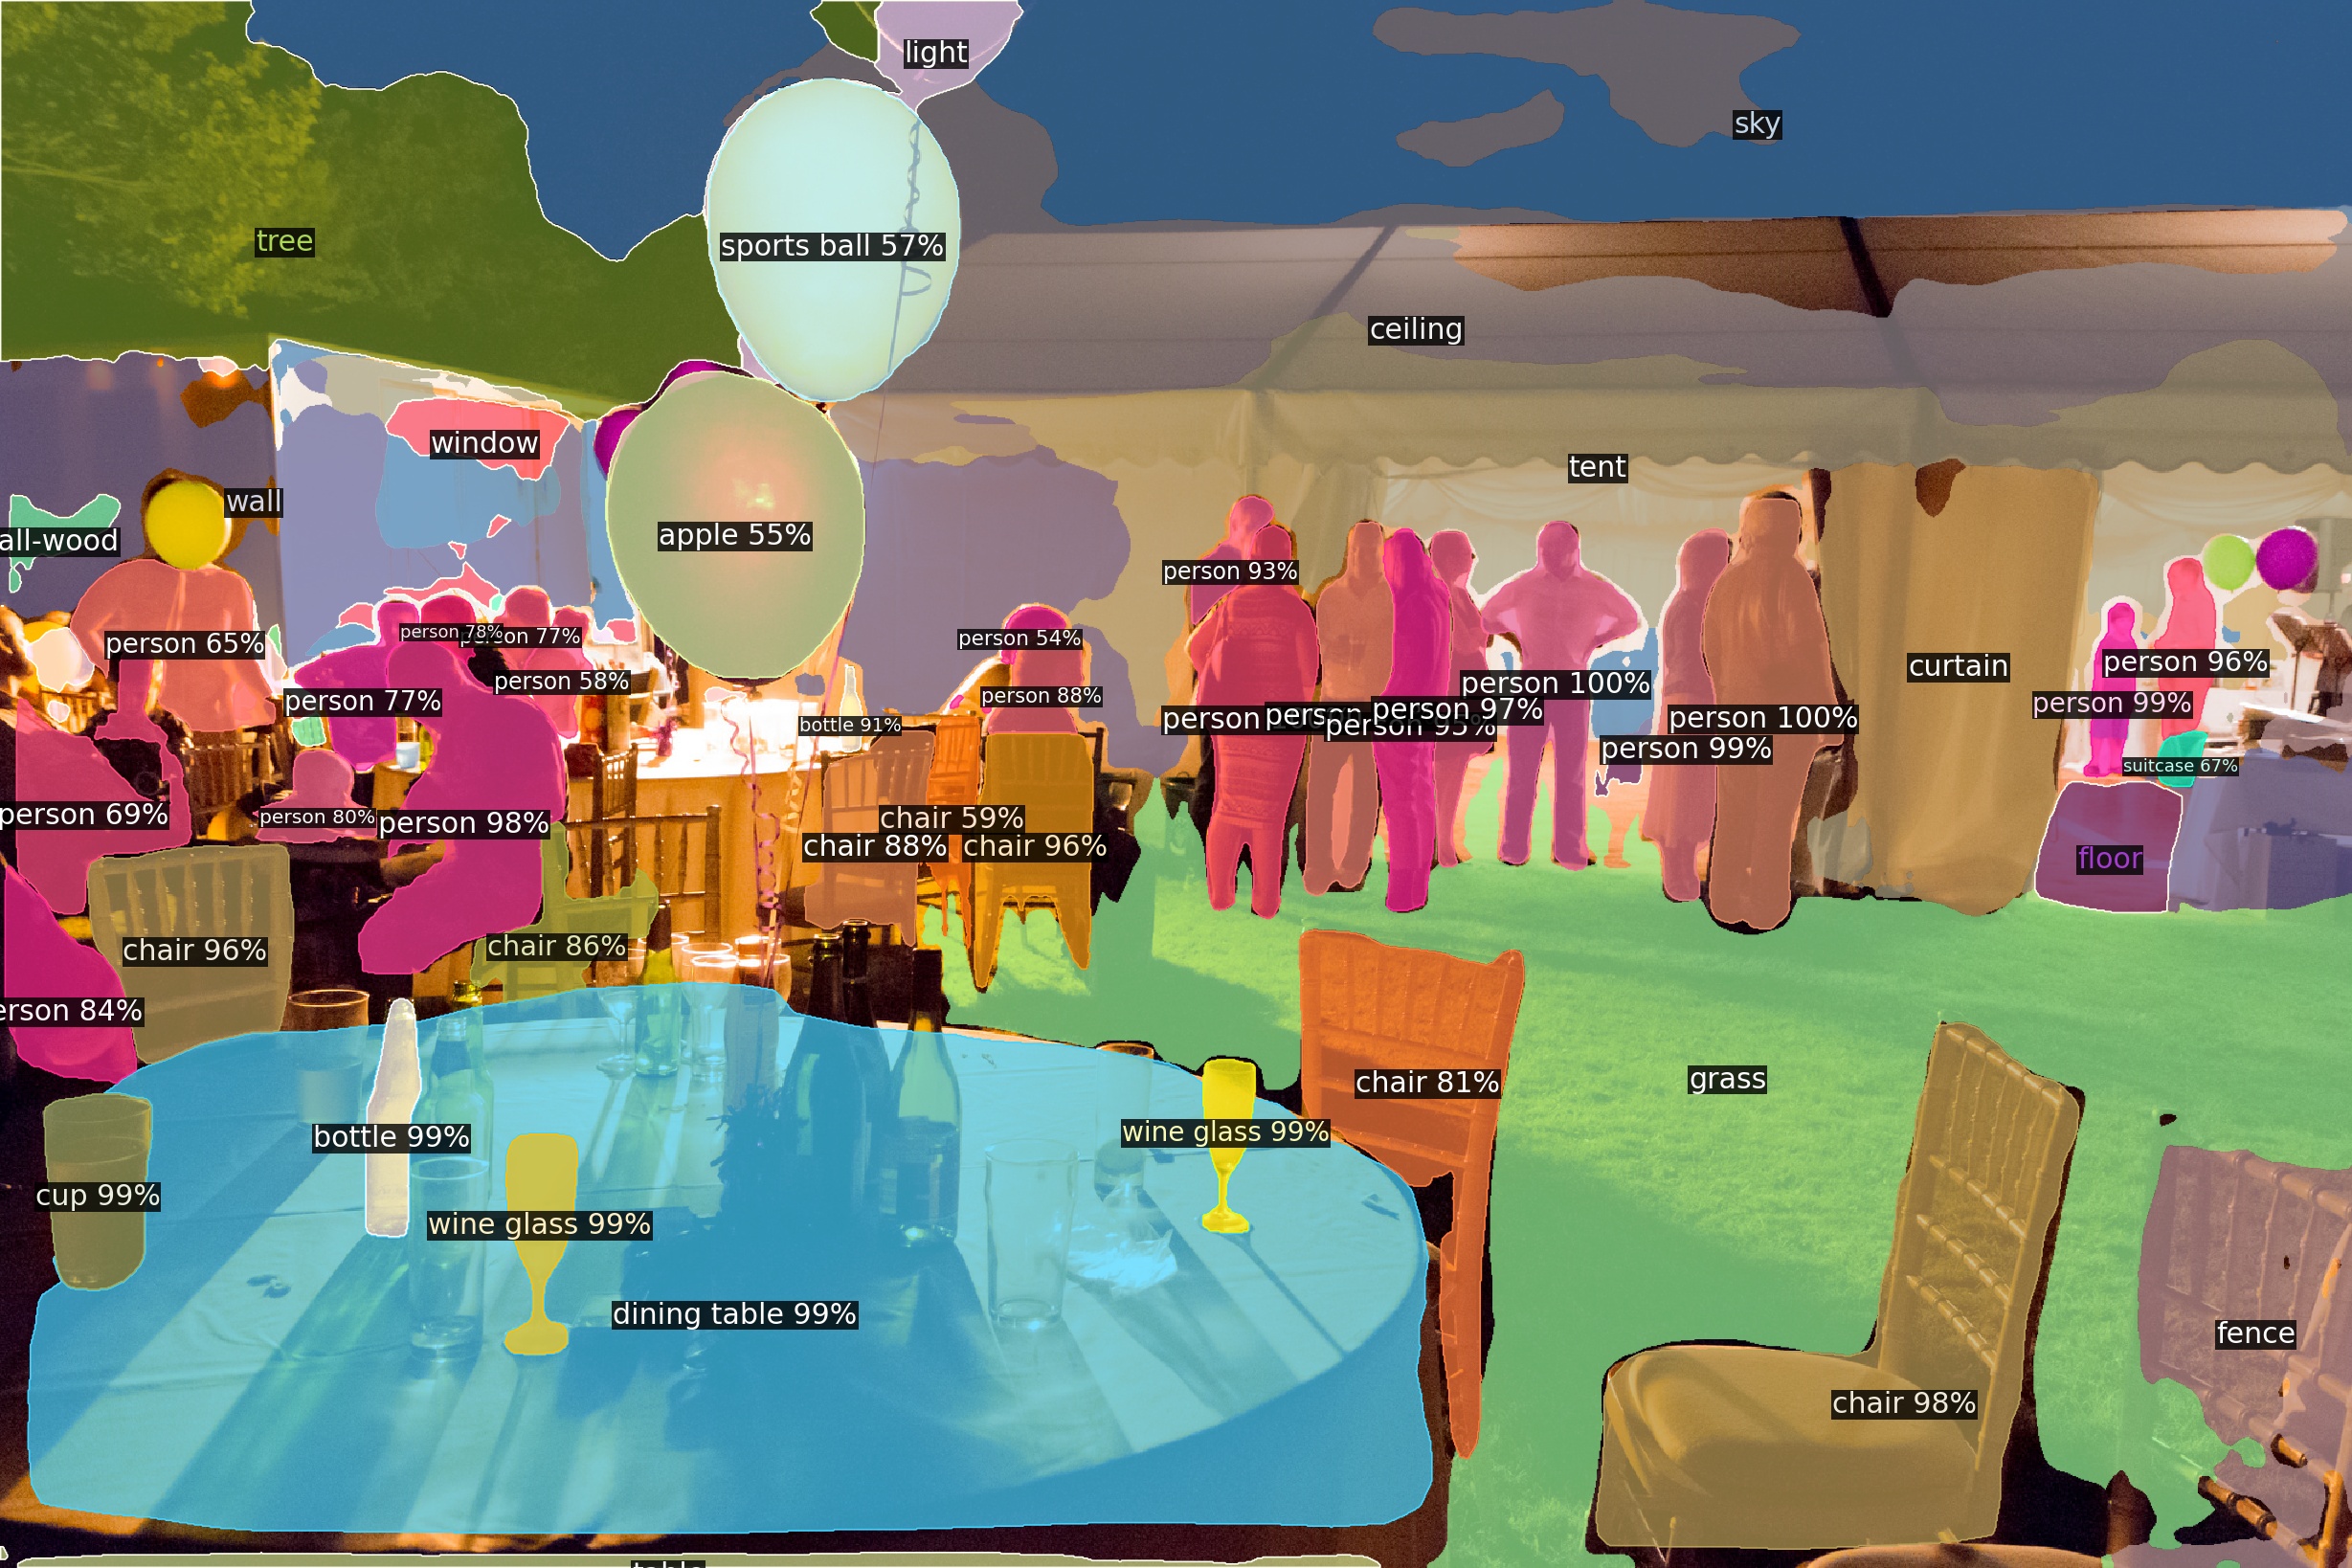 light
sky
tree
sports ball 57%
ceiling
window
tent
wall
all-wood
apple 55%
person 93%
person 65%
person 78%
person 77%
person 54%
person 58%
person 77%
person 88%
bottle 91%
person 100%
person 97%
person 95%
person
person
person 100%
person 99%
curtain
person 96%
person 99%
suitcase 67%
person 69%
person 80%
person 98%
chair 59%
chair 88%
chair 96%
floor
chair 96%
chair 86%
erson 84%
chair 81%
grass
bottle 99%
wine glass 99%
cup 99%
wine glass 99%
dining table 99%
fence
chair 98%
table